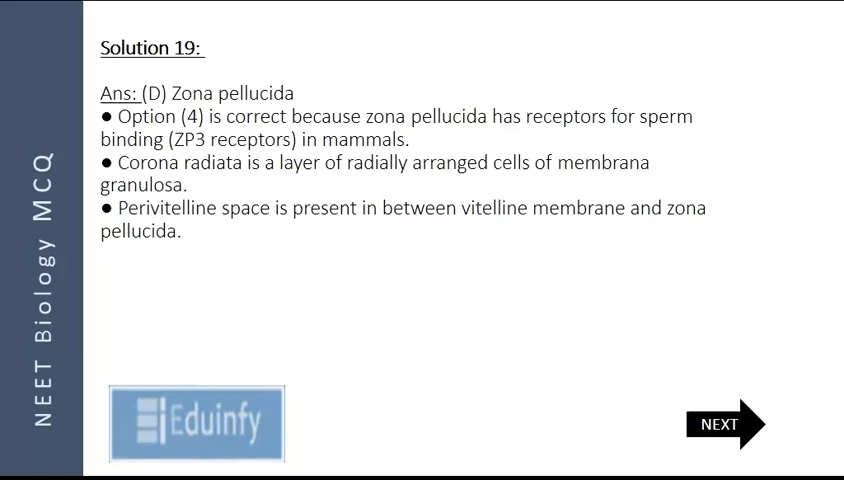 Solution 19:
Ans: (D) Zona pellucida
● Option (4) is correct because zona pellucida has receptors for sperm
binding (ZP3 receptors) in mammals.
● Corona radiata is a layer of radially arranged cells of membrana
granulosa.
● Perivitelline space is present in between vitelline membrane and zona
pellucida.
NEET Biology MCQ
Eduinfy
NEXT